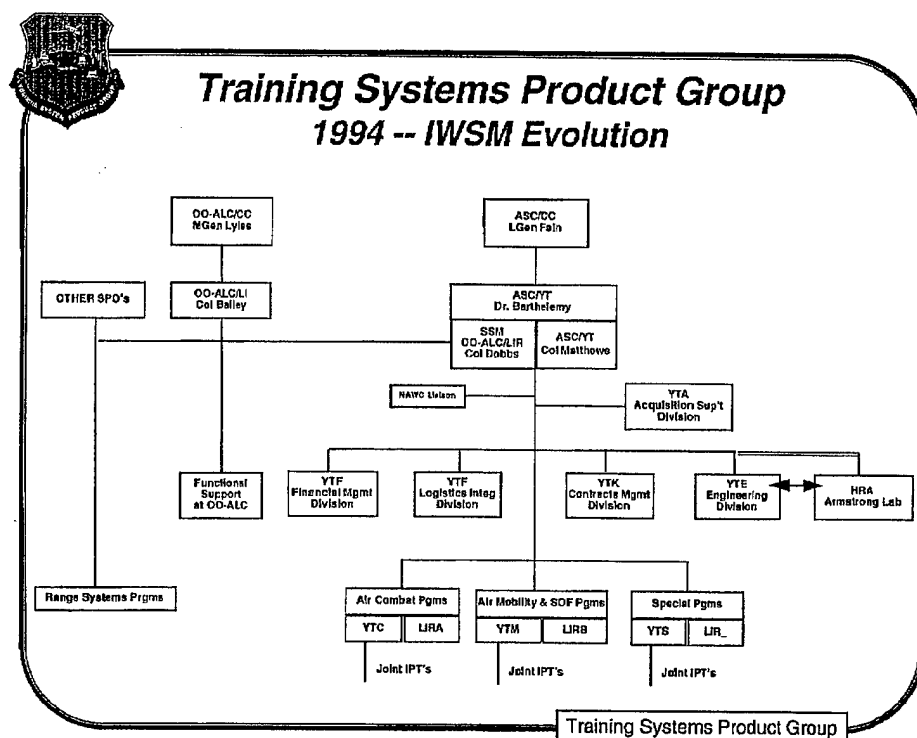 Training Systems Product Group
1994 -- IWSM Evolution
OO-ALC/CC
MGen Lyles
ASC/CC
LGen Fain
OTHER SPO's
OO-ALC/LI
Col Bailey
ASC/YT
Dr. Barthelemy
SSM
OO-ALC/LIR
Col Dobbs
ASC/YT
Col Matthews
NAWC Liaison
YTA
Acquisition Sup't
Division
Functional
Support
at OO-ALC
YTF
Financial Mgmt
Division
YTF
Logistics Integ
Division
YTK
Contracts Mgmt
Division
YTE
Engineering
Division
HRA
Armstrong Lab
Range Systems Prgms
Air Combat Pgms
YTC
LIRA
Air Mobility & SOF Pgms
YTM
LIRB
Special Pgms
YTS
LIR_
Joint IPT's
Joint IPT's
Joint IPT's
Training Systems Product Group